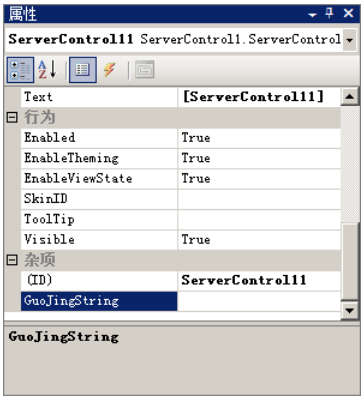 属性
ServerControl11 ServerControl1.ServerControl
Text [ServerControl11]
行为
Enabled True
EnableTheming True
EnableViewState True
SkinID
ToolTip
Visible True
杂项
(ID) ServerControl11
GuoJingString
GuoJingString